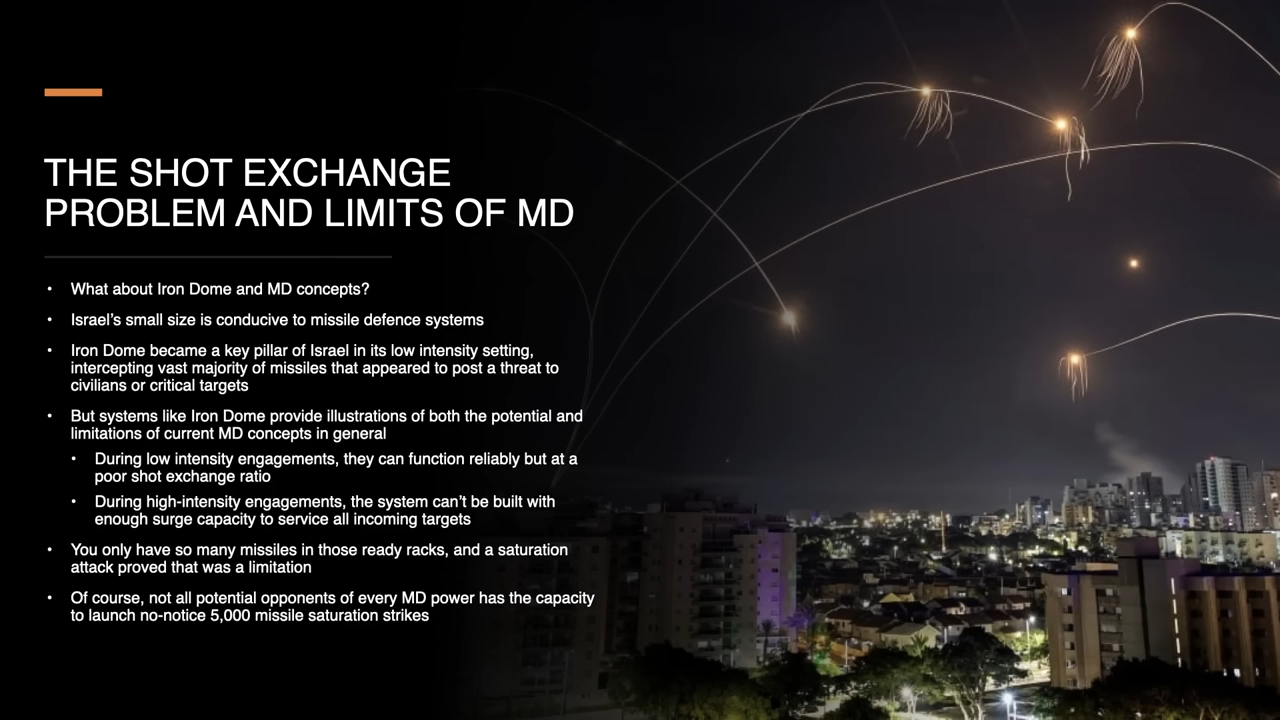 THE SHOT EXCHANGE
PROBLEM AND LIMITS OF MD
• What about Iron Dome and MD concepts?
• Israel's small size is conducive to missile defence systems
• Iron Dome became a key pillar of Israel in its low intensity setting,
intercepting vast majority of missiles that appeared to post a threat to
civilians or critical targets
• But systems like Iron Dome provide illustrations of both the potential and
limitations of current MD concepts in general
• During low intensity engagements, they can function reliably but at a
poor shot exchange ratio
• During high-intensity engagements, the system can't be built with
enough surge capacity to service all incoming targets
• You only have so many missiles in those ready racks, and a saturation
attack proved that was a limitation
• Of course, not all potential opponents of every MD power has the capacity
to launch no-notice 5,000 missile saturation strikes